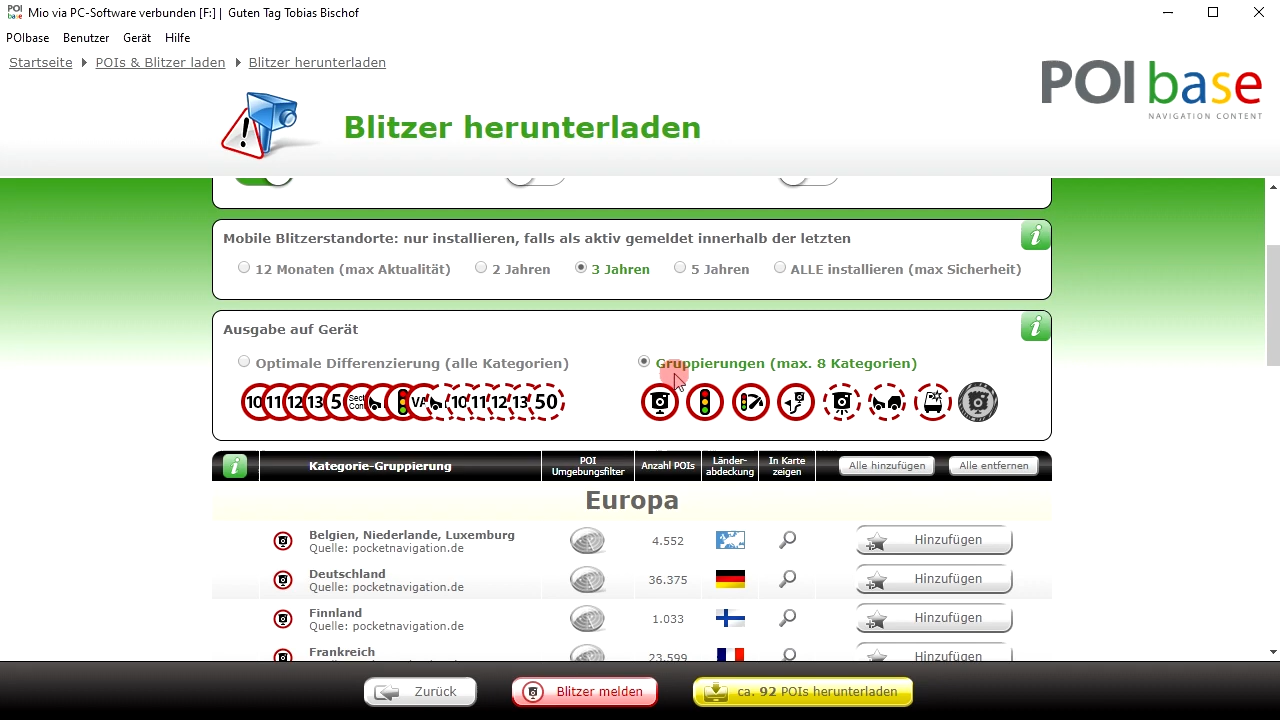 POI base Mio via PC-Software verbunden [F:] | Guten Tag Tobias Bischof
POIbase Benutzer Gerät Hilfe
Startseite POIs & Blitzer laden Blitzer herunterladen
POI base
NAVIGATION CONTENT
Blitzer herunterladen
Mobile Blitzerstandorte: nur installieren, falls als aktiv gemeldet innerhalb der letzten
12 Monaten (max Aktualität) 2 Jahren 3 Jahren 5 Jahren ALLE installieren (max Sicherheit)
Ausgabe auf Gerät
Optimale Differenzierung (alle Kategorien) Gruppierungen (max. 8 Kategorien)
10 11 12 13 5 Sect Con VA 10 11 12 13 50
Kategorie-Gruppierung POI Umgebungsfilter Anzahl POIs Länder-abdeckung In Karte zeigen Alle hinzufügen Alle entfernen
Europa
Belgien, Niederlande, Luxemburg
Quelle: pocketnavigation.de
4.552 Hinzufügen
Deutschland
Quelle: pocketnavigation.de
36.375 Hinzufügen
Finnland
Quelle: pocketnavigation.de
1.033 Hinzufügen
Frankreich
23.599 Hinzufügen
Zurück Blitzer melden ca. 92 POIs herunterladen